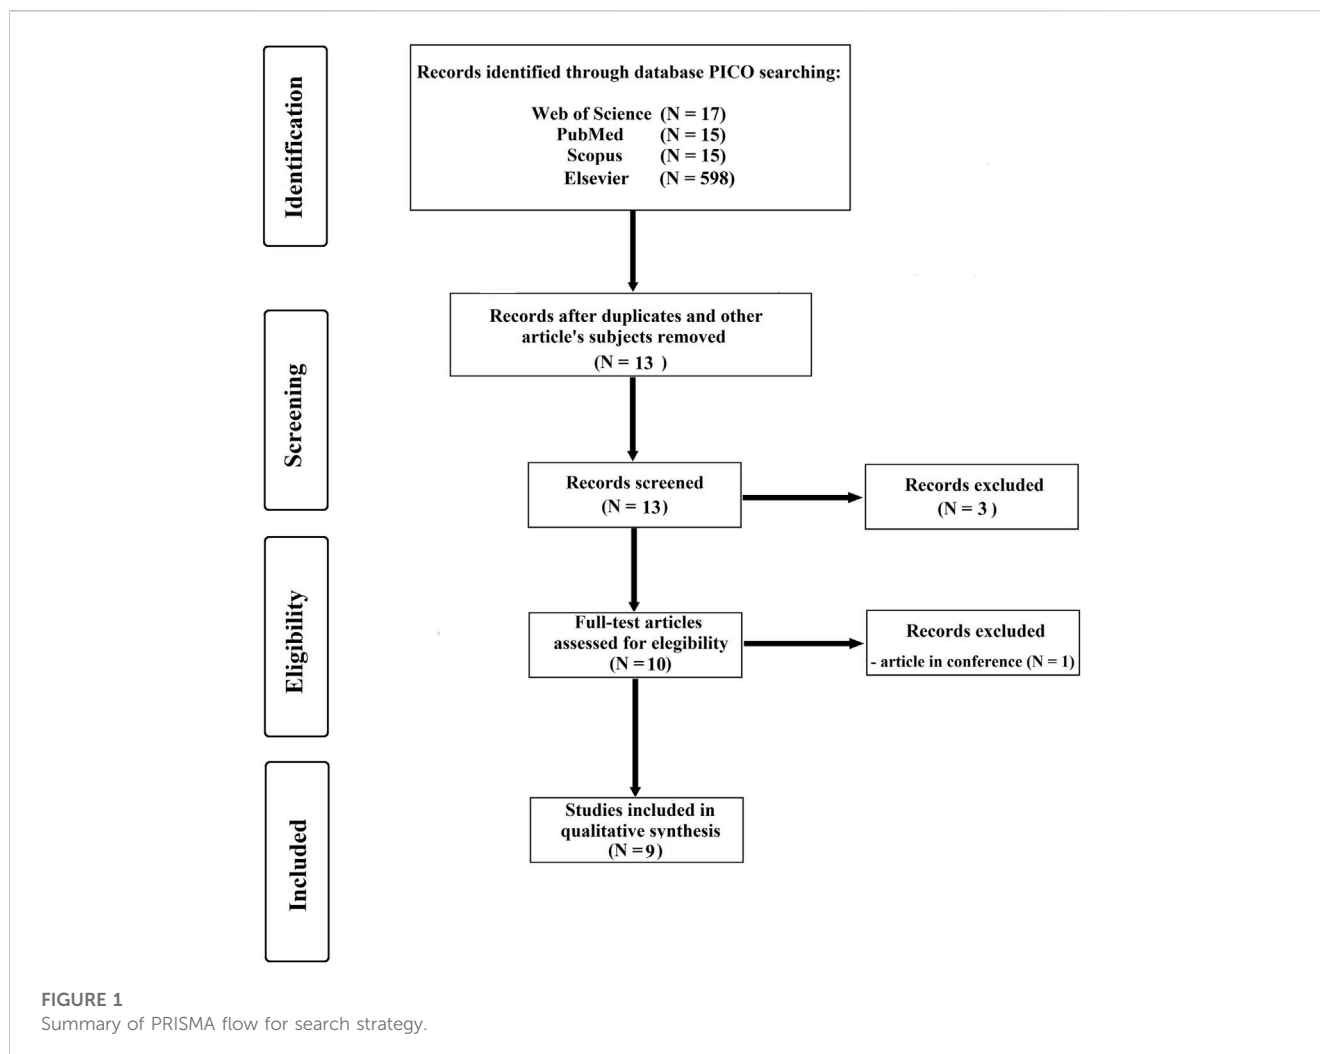 Identification
Records identified through database PICO searching:
Web of Science (N = 17)
PubMed (N = 15)
Scopus (N = 15)
Elsevier (N = 598)
Screening
Records after duplicates and other
article's subjects removed
(N = 13 )
Records screened
(N = 13)
Records excluded
(N = 3 )
Eligibility
Full-test articles
assessed for elegibility
(N = 10)
Records excluded
- article in conference (N = 1)
Included
Studies included in
qualitative synthesis
(N = 9)
FIGURE 1
Summary of PRISMA flow for search strategy.